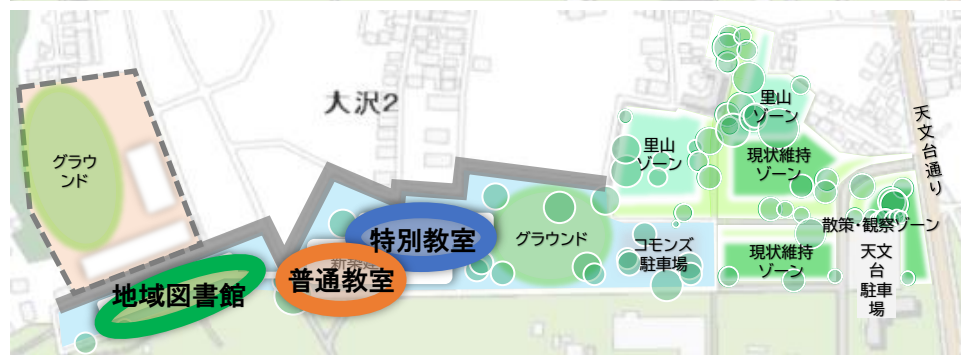 大沢2
グラウ
ンド
里山
ゾーン
里山
ゾーン
現状維持
ゾーン
天文台通り
特別教室
グラウンド
コモンズ
駐車場
散策・観察ゾーン
現状維持
ゾーン
天文
台
駐車
場
普通教室
地域図書館